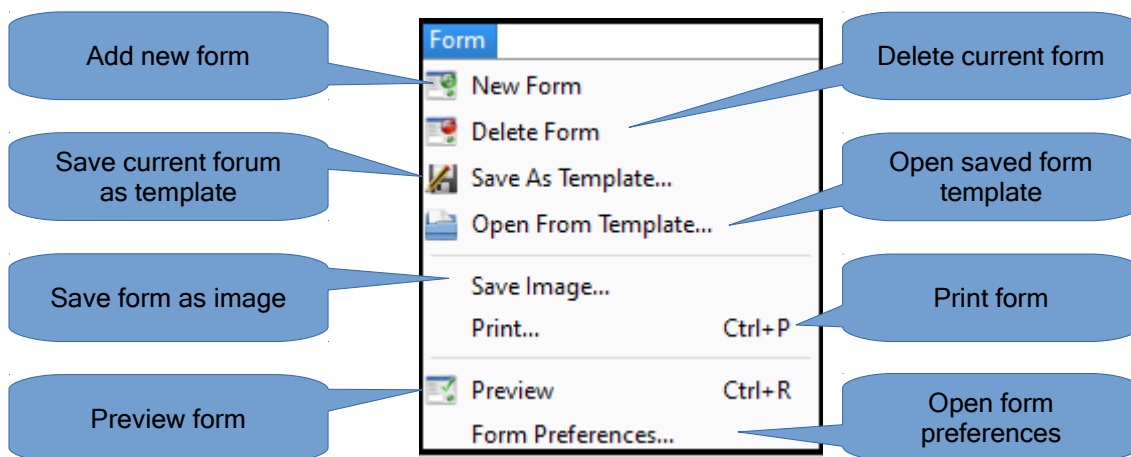 Add new form
Form
Delete current form
New Form
Delete Form
Save current forum
as template
Save As Template...
Open saved form
template
Open From Template...
Save form as image
Save Image...
Print form
Print... Ctrl+P
Preview form
Preview Ctrl+R
Open form
preferences
Form Preferences...